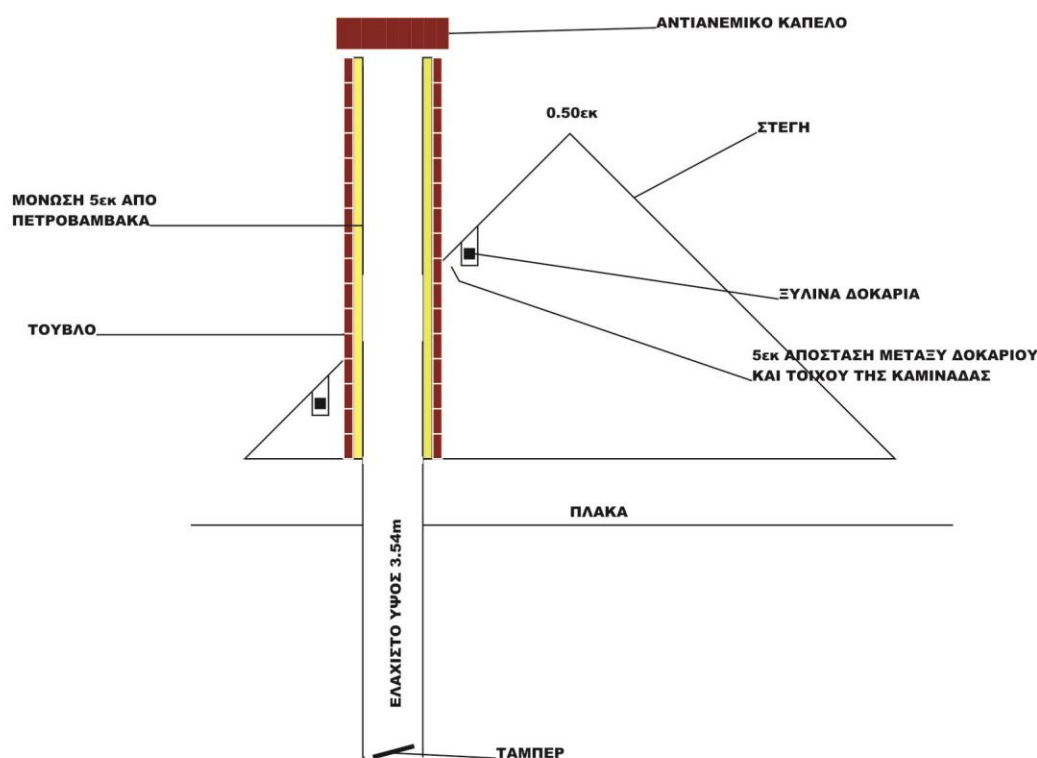 ΑΝΤΙΑΝΕΜΙΚΟ ΚΑΠΕΛΟ
0.50εκ
ΣΤΕΓΗ
ΜΟΝΩΣΗ 5εκ ΑΠΟ
ΠΕΤΡΟΒΑΜΒΑΚΑ
ΞΥΛΙΝΑ ΔΟΚΑΡΙΑ
ΤΟΥΒΛΟ
5εκ ΑΠΟΣΤΑΣΗ ΜΕΤΑΞΥ ΔΟΚΑΡΙΟΥ
ΚΑΙ ΤΟΙΧΟΥ ΤΗΣ ΚΑΜΙΝΑΔΑΣ
ΠΛΑΚΑ
ΕΛΑΧΙΣΤΟ ΥΨΟΣ 3.54m
ΤΑΜΠΕΡ